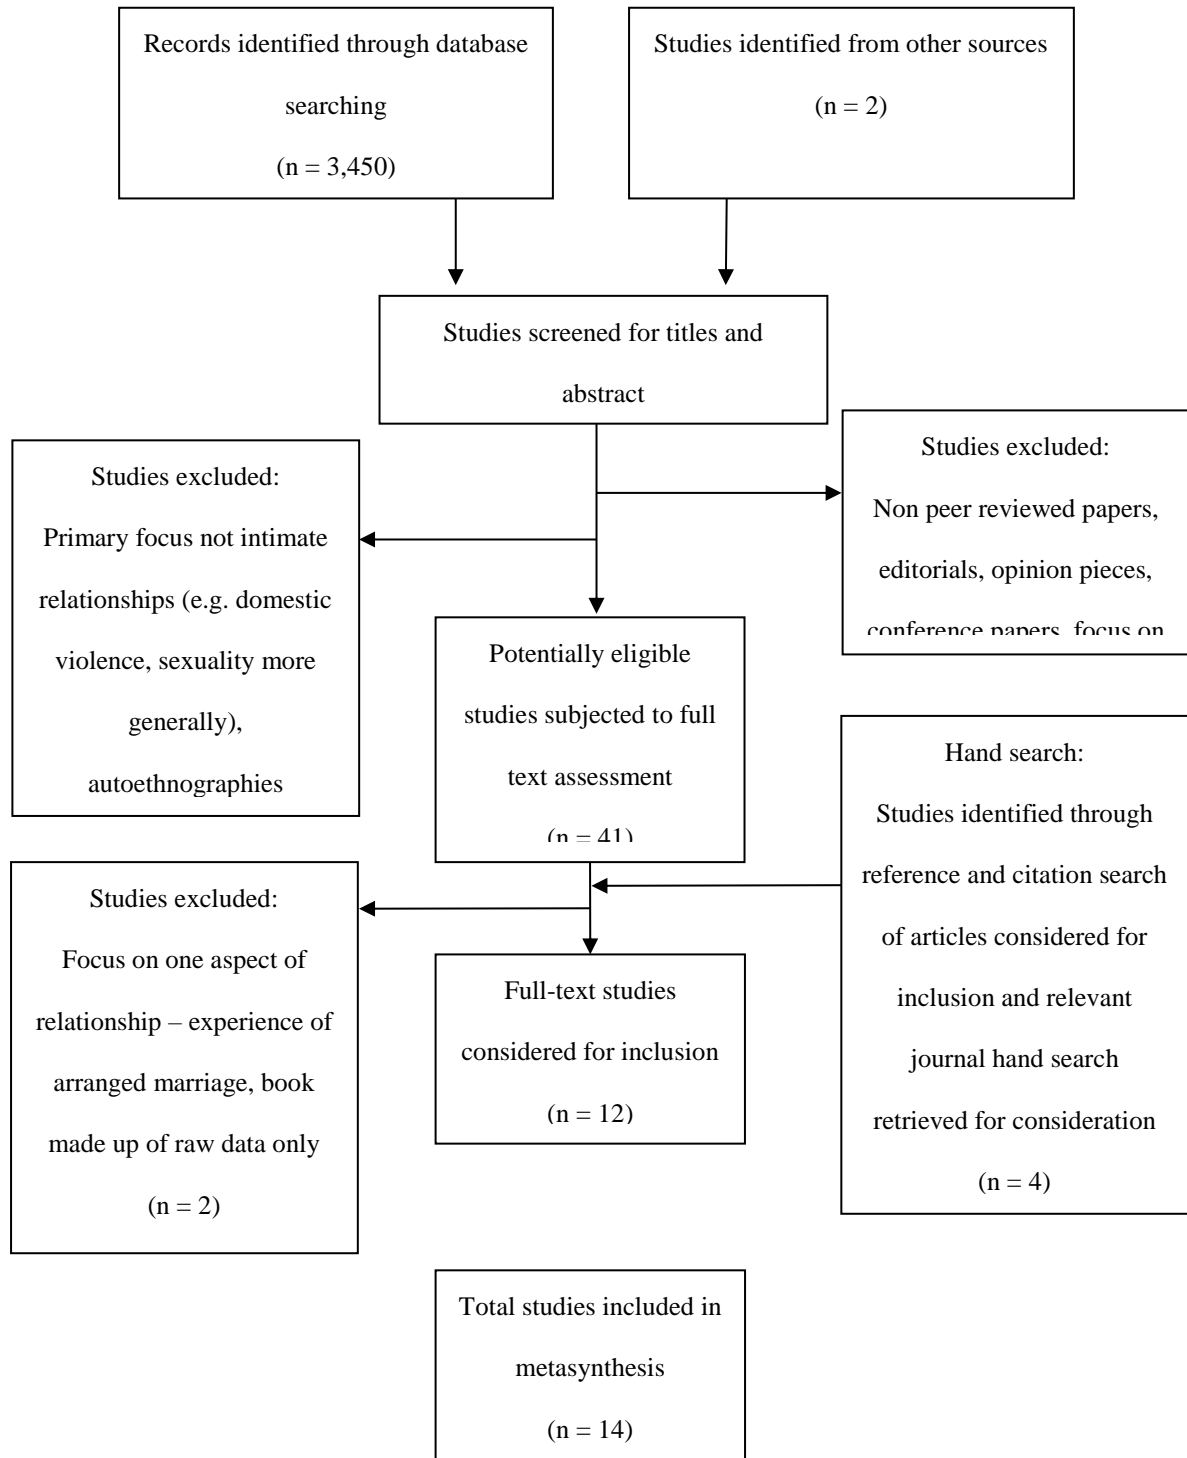 Records identified through database
searching
(n = 3,450)
Studies identified from other sources
(n = 2)
Studies screened for titles and
abstract
Studies excluded:
Primary focus not intimate
relationships (e.g. domestic
violence, sexuality more
generally),
autoethnographies
Studies excluded:
Non peer reviewed papers,
editorials, opinion pieces,
conference papers, focus on
Potentially eligible
studies subjected to full
text assessment
(n = 41)
Hand search:
Studies identified through
reference and citation search
of articles considered for
inclusion and relevant
journal hand search
retrieved for consideration
(n = 4)
Studies excluded:
Focus on one aspect of
relationship – experience of
arranged marriage, book
made up of raw data only
(n = 2)
Full-text studies
considered for inclusion
(n = 12)
Total studies included in
metasynthesis
(n = 14)